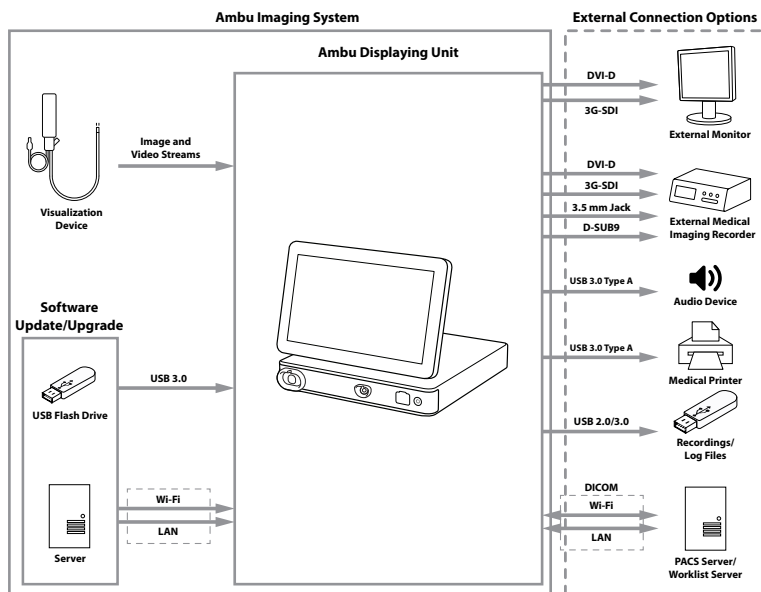 Ambu Imaging System
External Connection Options
Ambu Displaying Unit
Image and
Video Streams
Visualization
Device
Software
Update/Upgrade
USB Flash Drive
USB 3.0
Server
Wi-Fi
LAN
DVI-D
3G-SDI
External Monitor
DVI-D
3G-SDI
3.5 mm Jack
D-SUB9
External Medical
Imaging Recorder
USB 3.0 Type A
Audio Device
USB 3.0 Type A
Medical Printer
USB 2.0/3.0
Recordings/
Log Files
DICOM
Wi-Fi
LAN
PACS Server/
Worklist Server